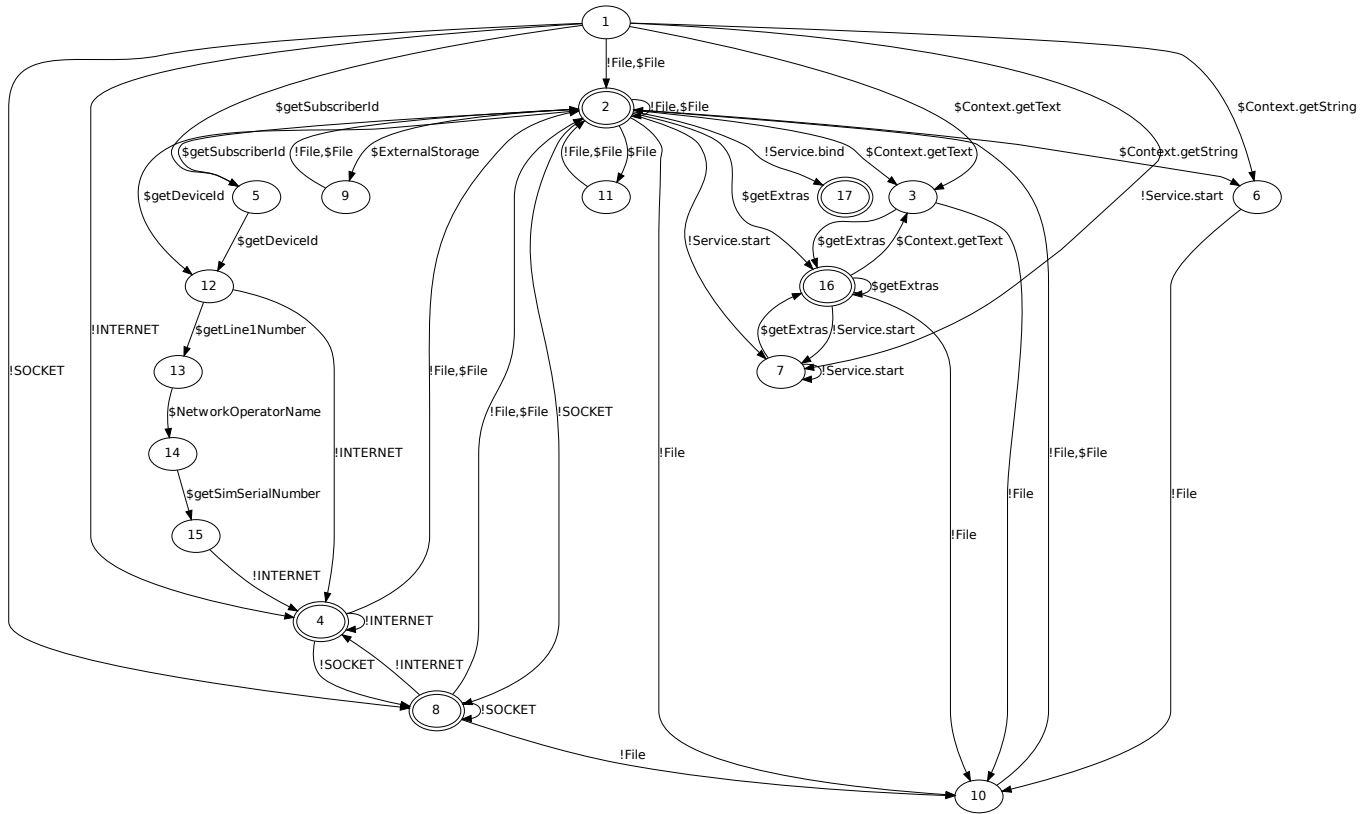 1
!File,$File
2
!File,$File
$getSubscriberId
$Context.getText
$Context.getString
$getSubscriberId
!File,$File
$ExternalStorage
!File,$File
$File
!Service.bind
$Context.getText
$Context.getString
$getDeviceId
5
9
11
$getExtras
17
3
!Service.start
6
$getDeviceId
!Service.start
$getExtras
$Context.getText
12
16
$getExtras
!INTERNET
$getLine1Number
$getExtras
!Service.start
!SOCKET
13
!File,$File
7
!Service.start
$NetworkOperatorName
!File,$File
!SOCKET
14
!INTERNET
!File
!File,$File
$getSimSerialNumber
!File
!File
15
!File
!INTERNET
4
!INTERNET
!SOCKET
!INTERNET
8
!SOCKET
!File
10